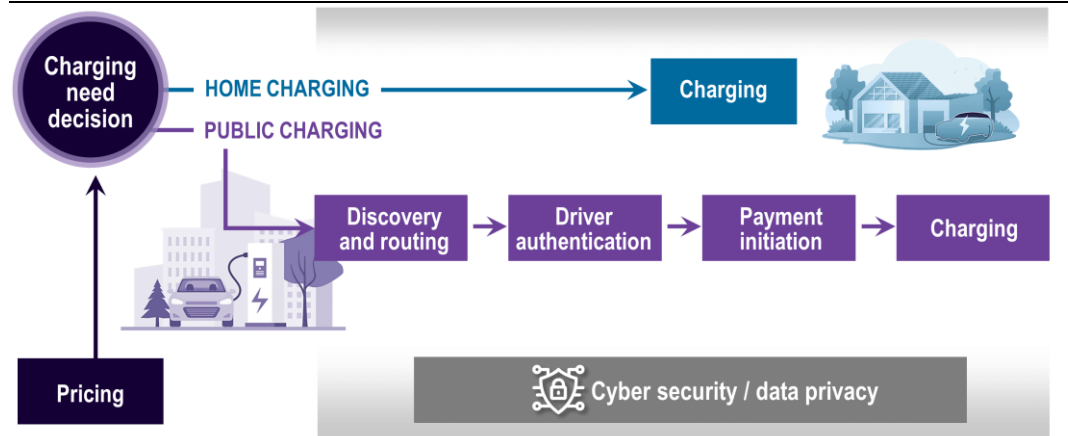 Charging
need
decision
HOME CHARGING
Charging
PUBLIC CHARGING
Discovery
and routing
Driver
authentication
Payment
initiation
Charging
Pricing
Cyber security / data privacy